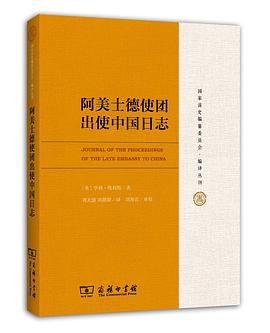 阿美士德使团
出使中国日志
JOURNAL OF THE PROCEEDINGS
OF THE LATE EMBASSY TO CHINA
国家清史编纂委员会·编译丛刊
商务印书馆
The Commercial Press
阿美士德使团出使中国日志